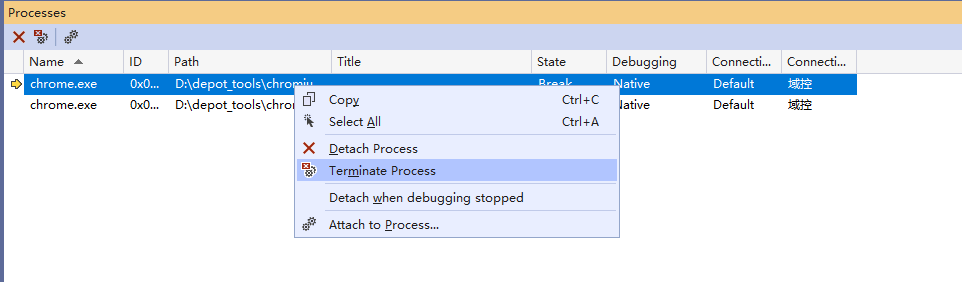 Processes
Name ID Path Title State Debugging Connecti... Connecti...
chrome.exe 0x0... D:\depot_tools\chromiu... Break Native Default 域控
chrome.exe 0x0... D:\depot_tools\chron Native Default 域控
Copy Ctrl+C
Select All Ctrl+A
Detach Process
Terminate Process
Detach when debugging stopped
Attach to Process...